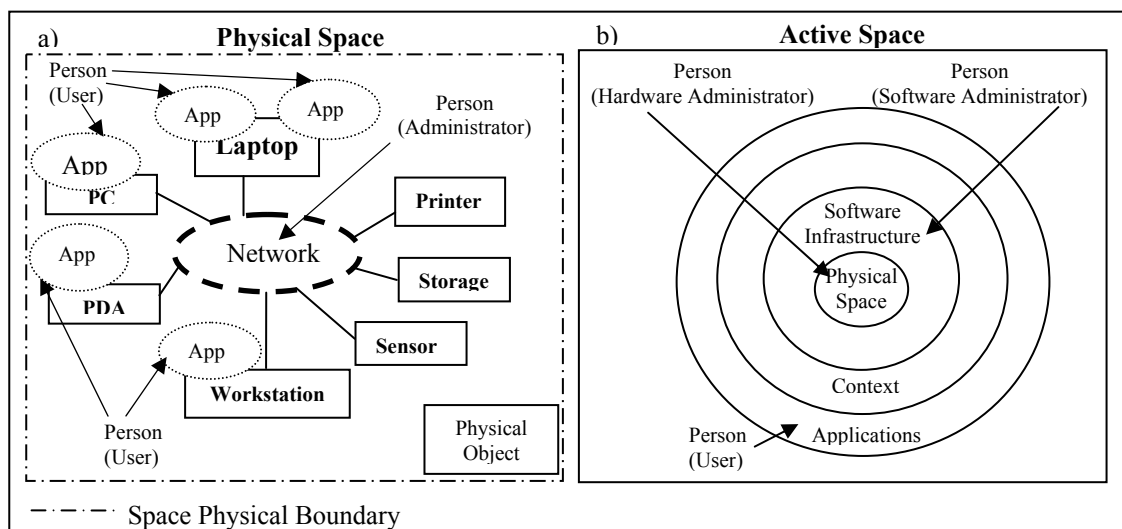 a)
Physical Space
Person
(User)
App
App
Person
(Administrator)
App
Laptop
PC
Printer
App
Network
Storage
PDA
Sensor
App
Workstation
Person
(User)
Physical
Object
Space Physical Boundary
b)
Active Space
Person
(Hardware Administrator)
Person
(Software Administrator)
Software
Infrastructure
Physical
Space
Context
Person
(User)
Applications